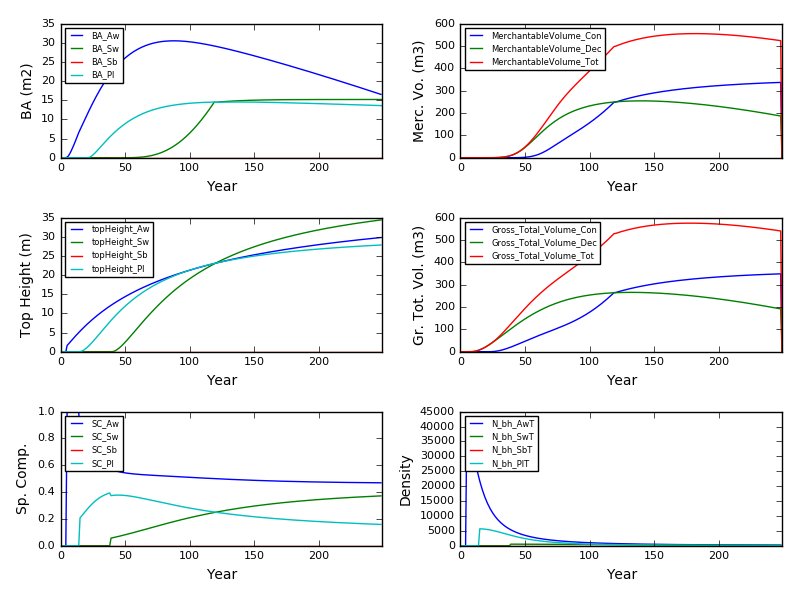 BA (m2)
35
30
25
20
15
10
5
0
BA_Aw
BA_Sw
BA_Sb
BA_Pl
0 50 100 150 200
Year
Merc. Vo. (m3)
600
500
400
300
200
100
0
MerchantableVolume_Con
MerchantableVolume_Dec
MerchantableVolume_Tot
0 50 100 150 200
Year
Top Height (m)
35
30
25
20
15
10
5
0
topHeight_Aw
topHeight_Sw
topHeight_Sb
topHeight_Pl
0 50 100 150 200
Year
Gr. Tot. Vol. (m3)
600
500
400
300
200
100
0
Gross_Total_Volume_Con
Gross_Total_Volume_Dec
Gross_Total_Volume_Tot
0 50 100 150 200
Year
Sp. Comp.
1.0
0.8
0.6
0.4
0.2
0.0
SC_Aw
SC_Sw
SC_Sb
SC_Pl
0 50 100 150 200
Year
Density
45000
40000
35000
30000
25000
20000
15000
10000
5000
0
N_bh_AwT
N_bh_SwT
N_bh_SbT
N_bh_PlT
0 50 100 150 200
Year